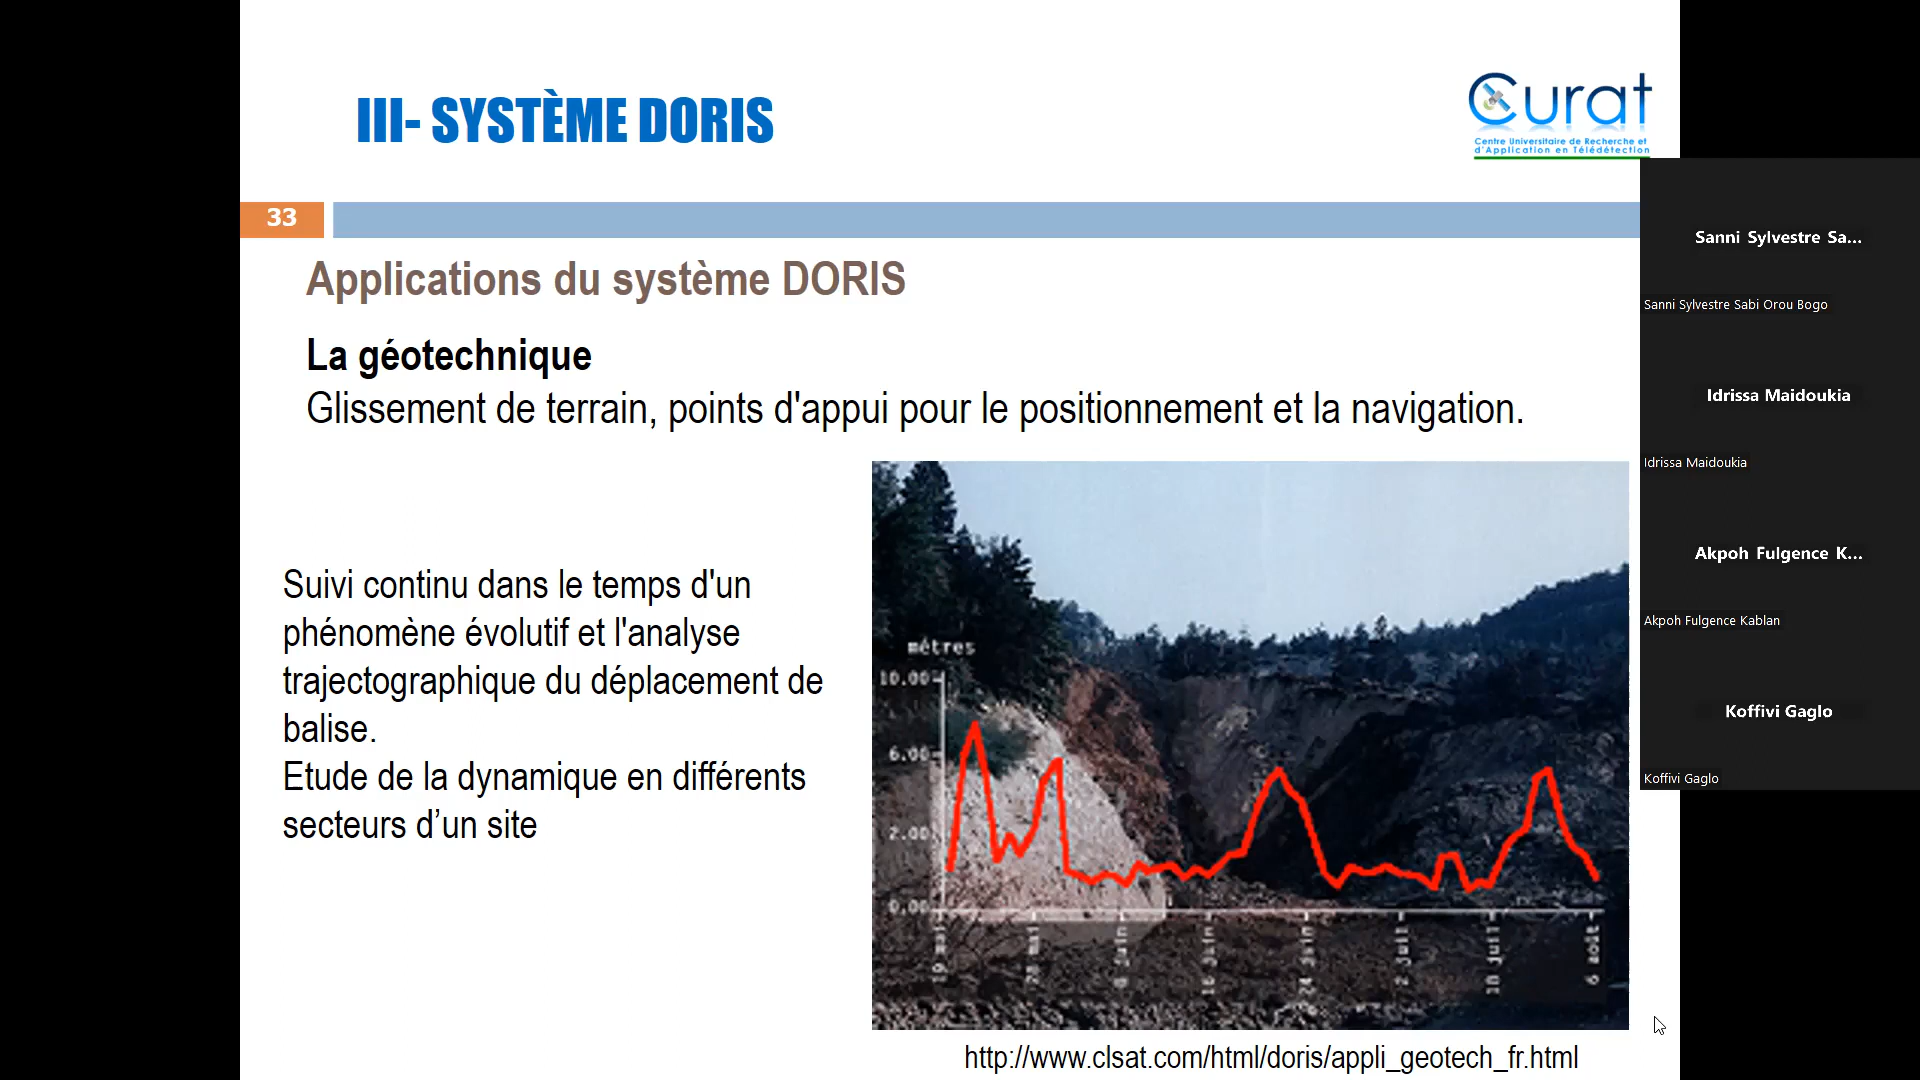 III- SYSTÈME DORIS
Curat
Centre Universitaire de Recherche et
d'Application en Télédétection
33
Applications du système DORIS
La géotechnique
Glissement de terrain, points d'appui pour le positionnement et la navigation.
Suivi continu dans le temps d'un
phénomène évolutif et l'analyse
trajectographique du déplacement de
balise.
Etude de la dynamique en différents
secteurs d’un site
mètres
10.00
6.00
2.00
0.00
19 mai
28 mai
8 juin
16 juin
24 juin
2 juil
10 juil
6 août
http://www.clsat.com/html/doris/appli_geotech_fr.html
Sanni Sylvestre Sa...
Sanni Sylvestre Sabi Orou Bogo
Idrissa Maidoukia
Idrissa Maidoukia
Akpoh Fulgence K...
Akpoh Fulgence Kablan
Koffivi Gaglo
Koffivi Gaglo